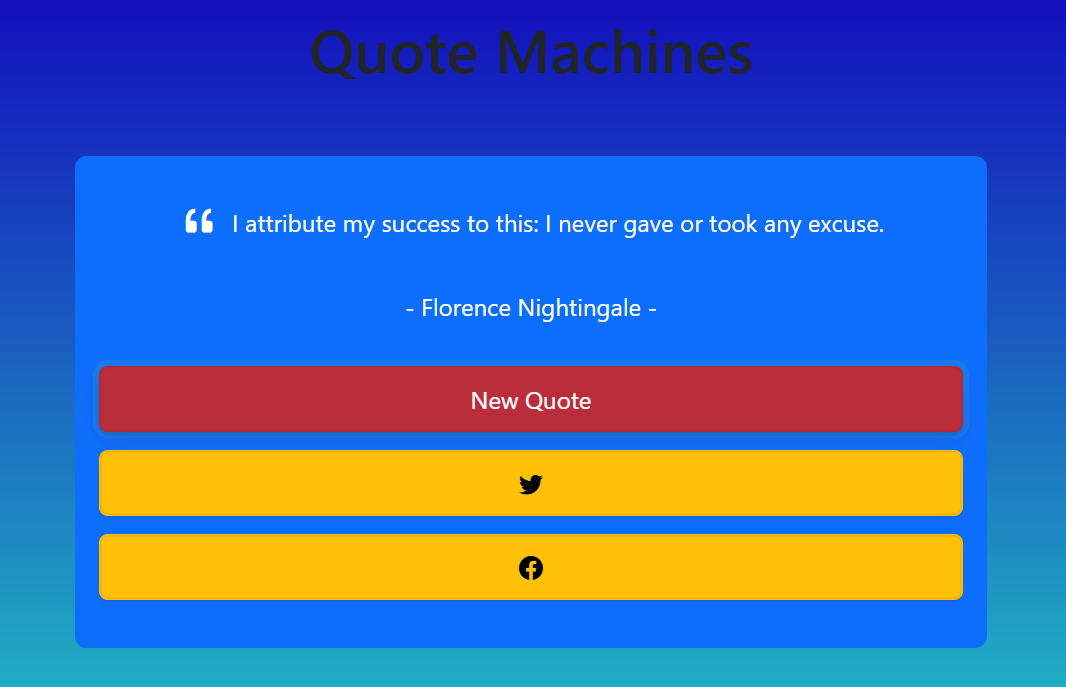 Quote Machines
“ I attribute my success to this: I never gave or took any excuse.
- Florence Nightingale -
New Quote